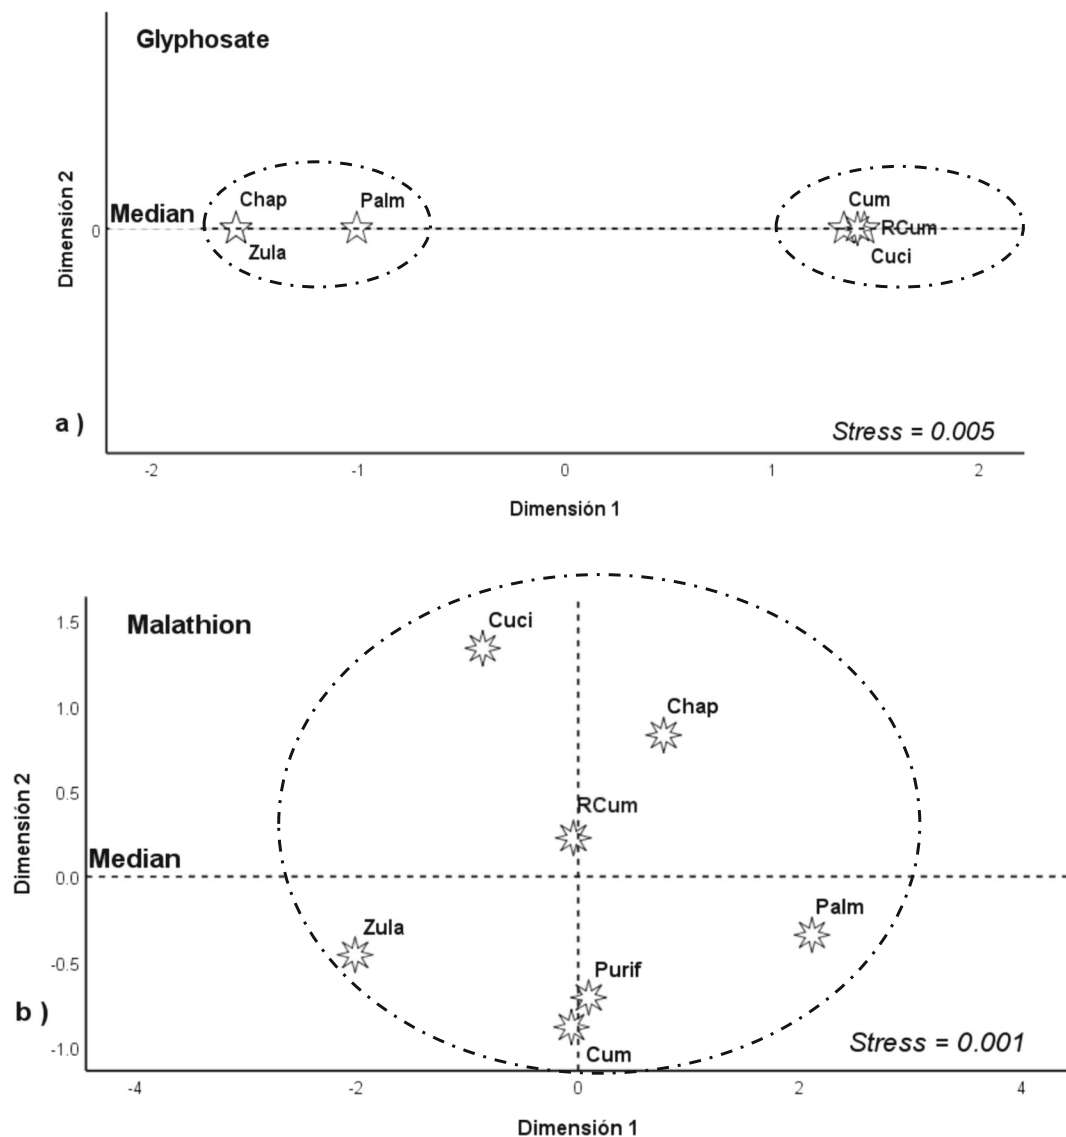 Glyphosate
Chap
Palm
Cum
Median
RCum
0
Zula
Cuci
Dimensión 2
a )
Stress = 0.005
-2 -1 0 1 2
Dimensión 1
1.5
Malathion
Cuci
Chap
1.0
0.5
RCum
Median
0.0
Palm
Zula
-0.5
Purif
b )
-1.0
Cum
Stress = 0.001
Dimensión 2
-4 -2 0 2 4
Dimensión 1